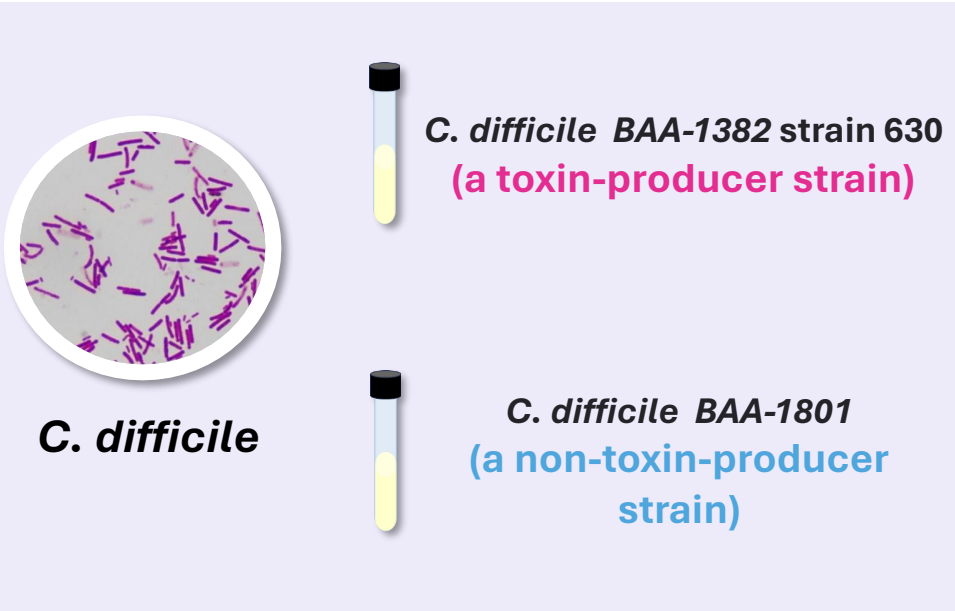 C. difficile BAA-1382 strain 630
(a toxin-producer strain)
C. difficile
C. difficile BAA-1801
(a non-toxin-producer
strain)